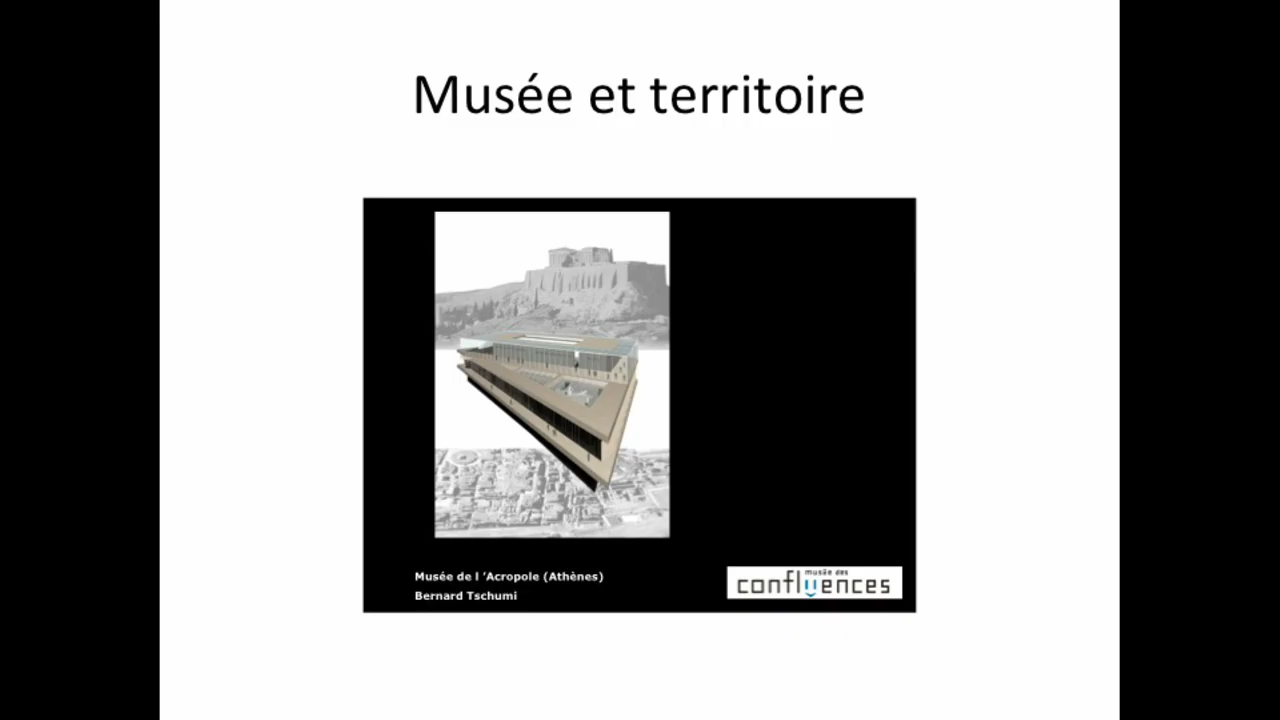 Musée et territoire
Musée de l 'Acropole (Athènes)
Bernard Tschumi
musée des
confluences